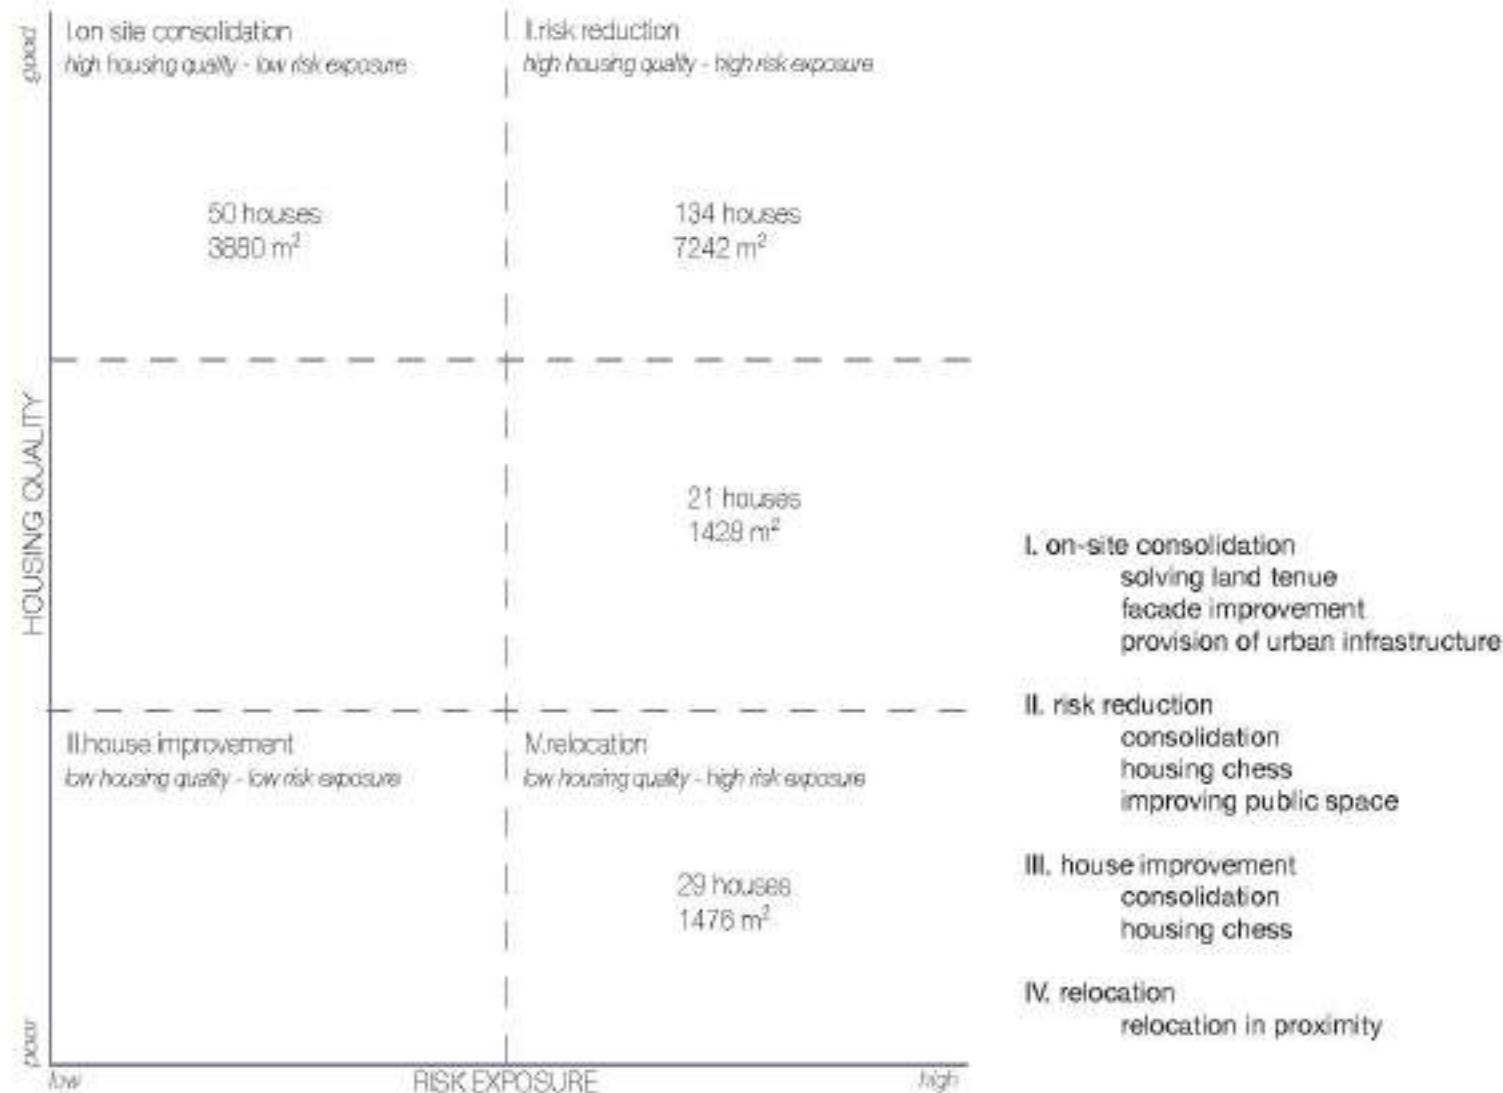 good
I.on site consolidation
high housing quality - low risk exposure
II.risk reduction
high housing quality - high risk exposure
50 houses
3880 m²
134 houses
7242 m²
HOUSING QUALITY
21 houses
1428 m²
III.house improvement
low housing quality - low risk exposure
IV.relocation
low housing quality - high risk exposure
29 houses
1476 m²
poor
low
RISK EXPOSURE
high
I. on-site consolidation
solving land tenue
facade improvement
provision of urban infrastructure
II. risk reduction
consolidation
housing chess
improving public space
III. house improvement
consolidation
housing chess
IV. relocation
relocation in proximity